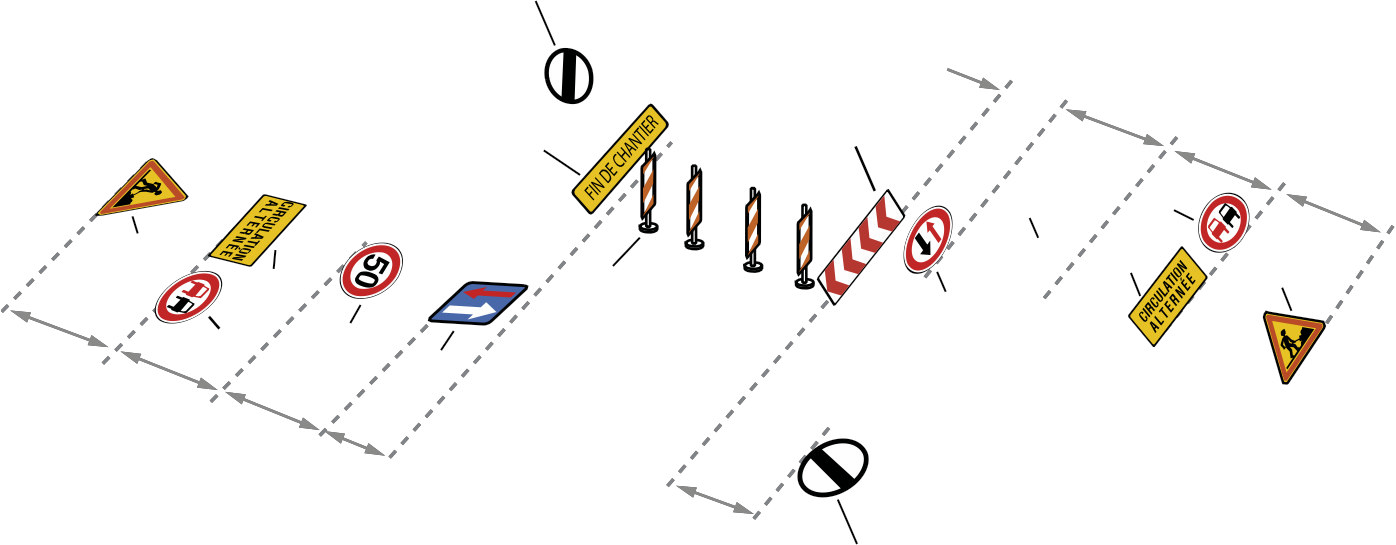 FIN DE CHANTIER
CIRCULATION
ALTERNÉE
50
CIRCULATION
ALTERNÉE